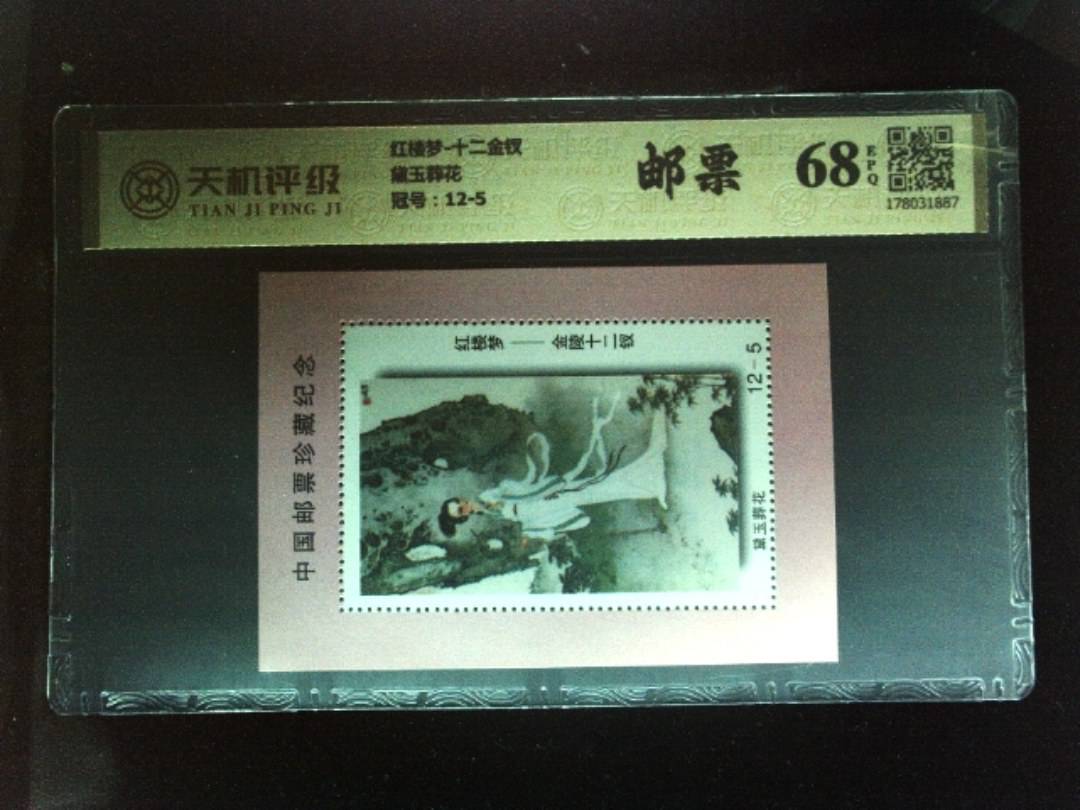 天机评级
TIAN JI PING JI
红楼梦-十二金钗
黛玉葬花
冠号：12-5
邮票
68
EPQ
178031887
中国邮票珍藏纪念
红楼梦——金陵十二钗
12-5
黛玉葬花